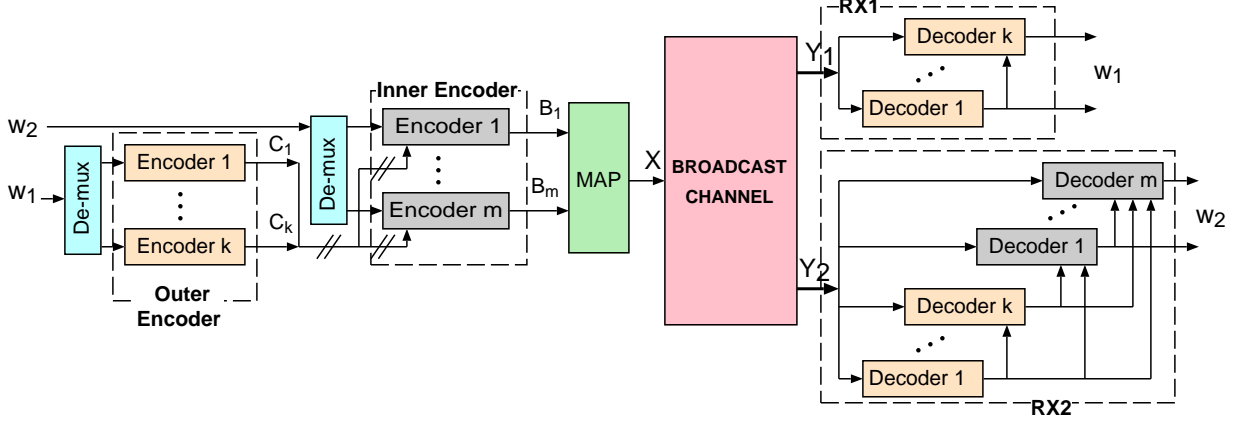 w2
w1
De-mux
Encoder 1
Encoder k
Outer
Encoder
C1
Ck
De-mux
Inner Encoder
Encoder 1
Encoder m
B1
Bm
MAP
X
BROADCAST
CHANNEL
Y1
Y2
RX1
Decoder k
Decoder 1
w1
Decoder m
Decoder 1
Decoder k
Decoder 1
w2
RX2